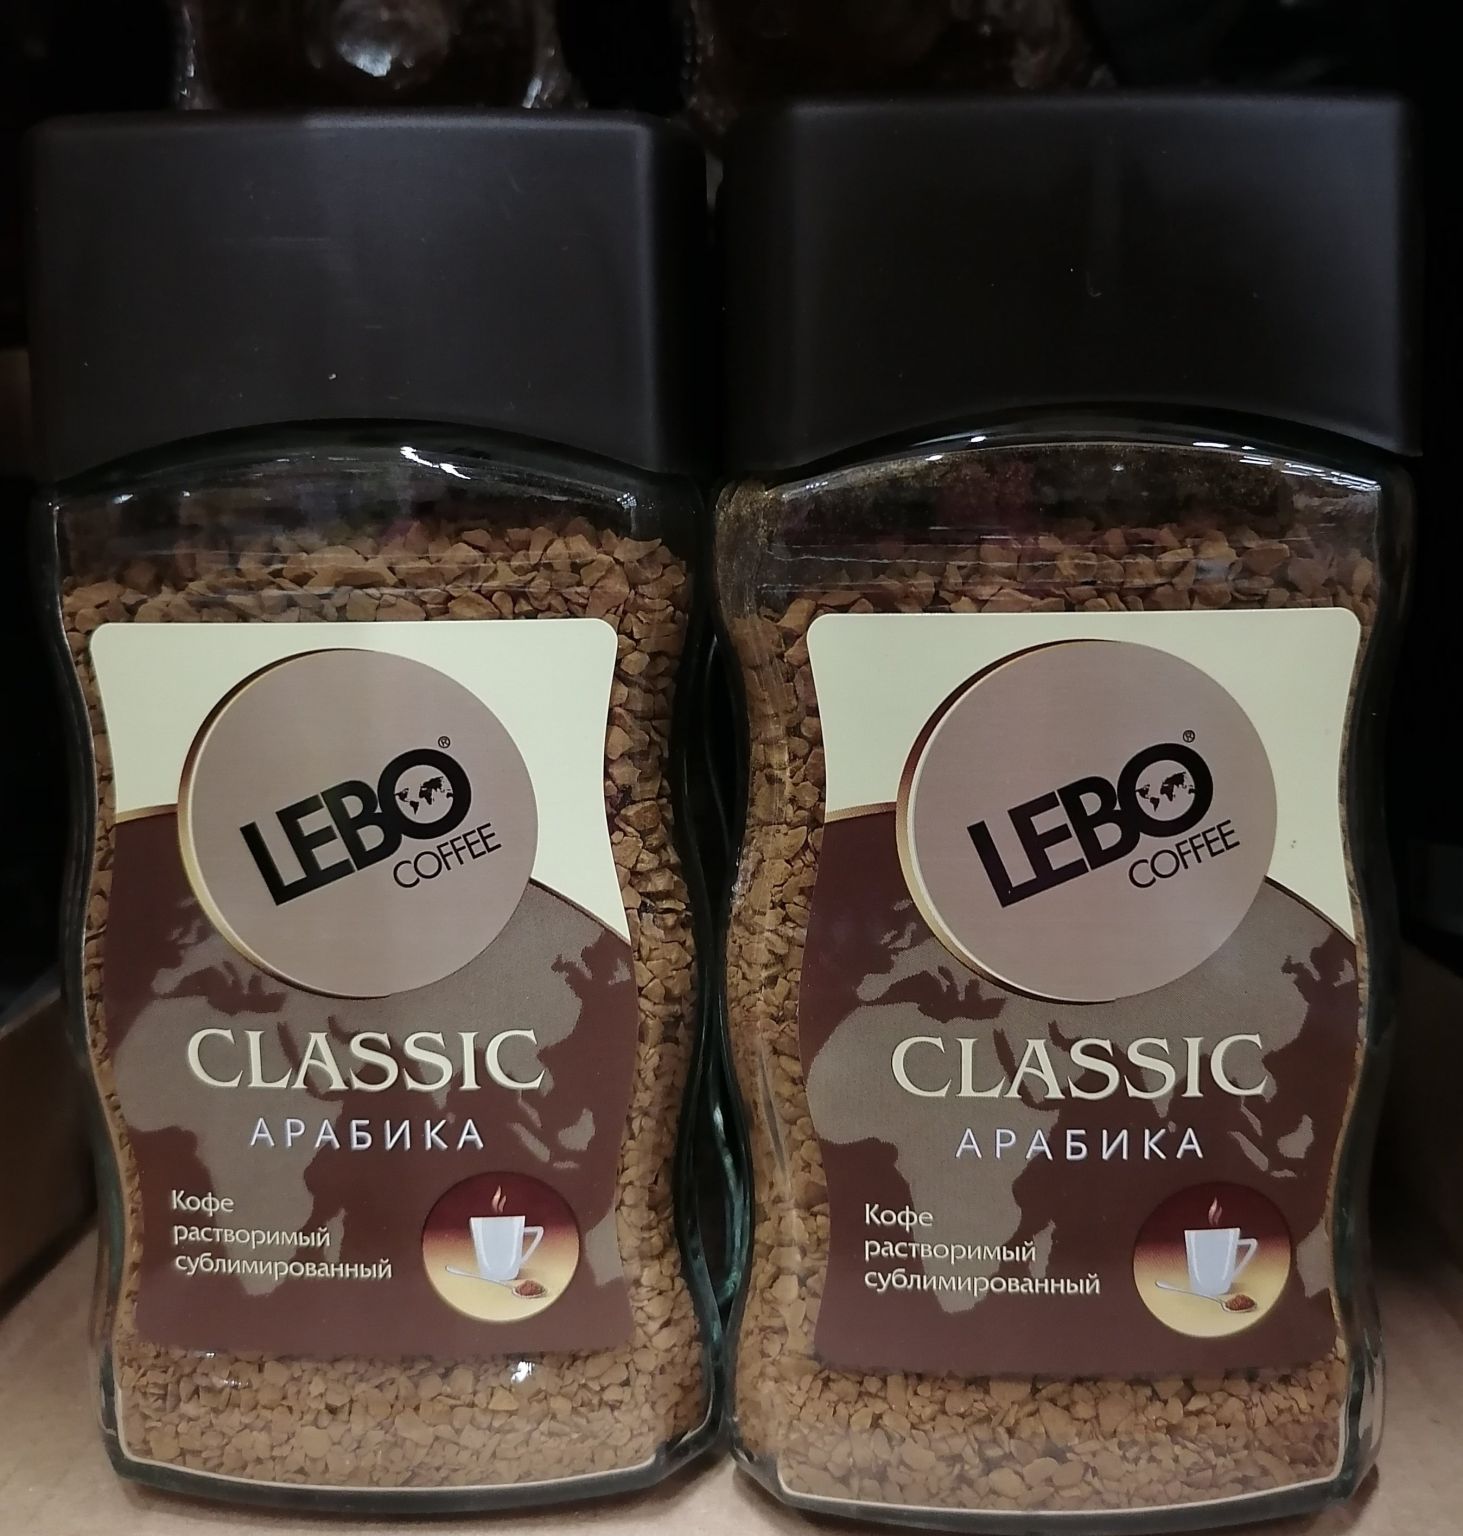 LEBO®
COFFEE
CLASSIC
АРАБИКА
Кофе
растворимый
сублимированный
LEBO®
COFFEE
CLASSIC
АРАБИКА
Кофе
растворимый
сублимированный